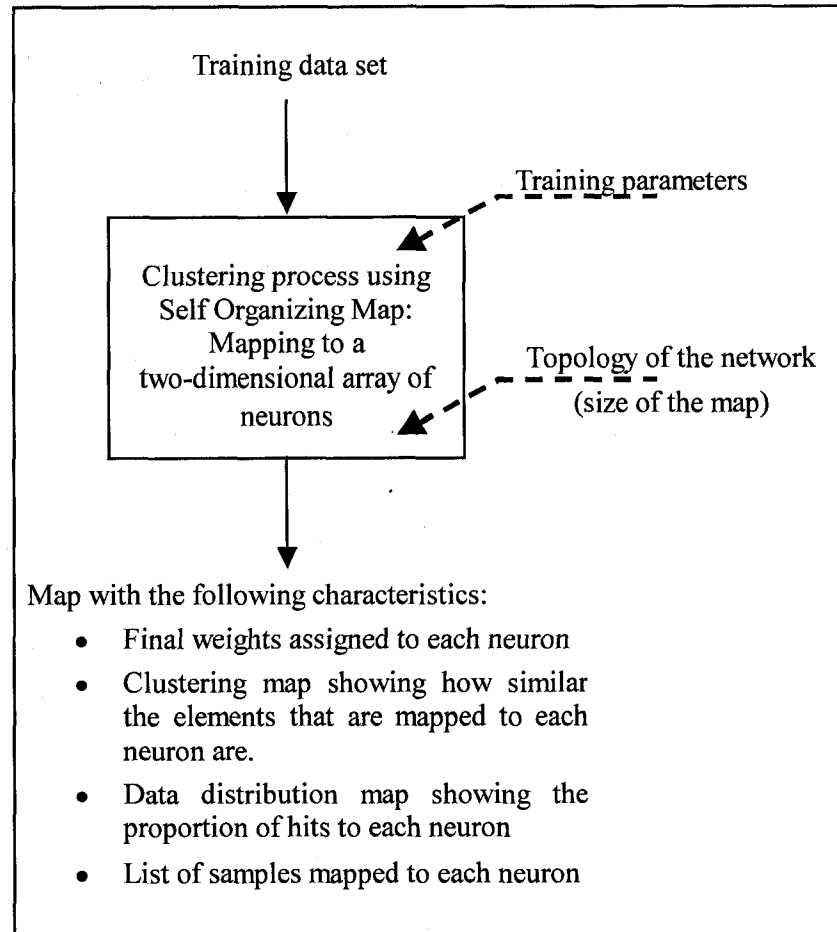 Training data set
Training parameters
Clustering process using
Self Organizing Map:
Mapping to a
two-dimensional array of
neurons
Topology of the network
(size of the map)
Map with the following characteristics:
• Final weights assigned to each neuron
• Clustering map showing how similar
the elements that are mapped to each
neuron are.
• Data distribution map showing the
proportion of hits to each neuron
• List of samples mapped to each neuron